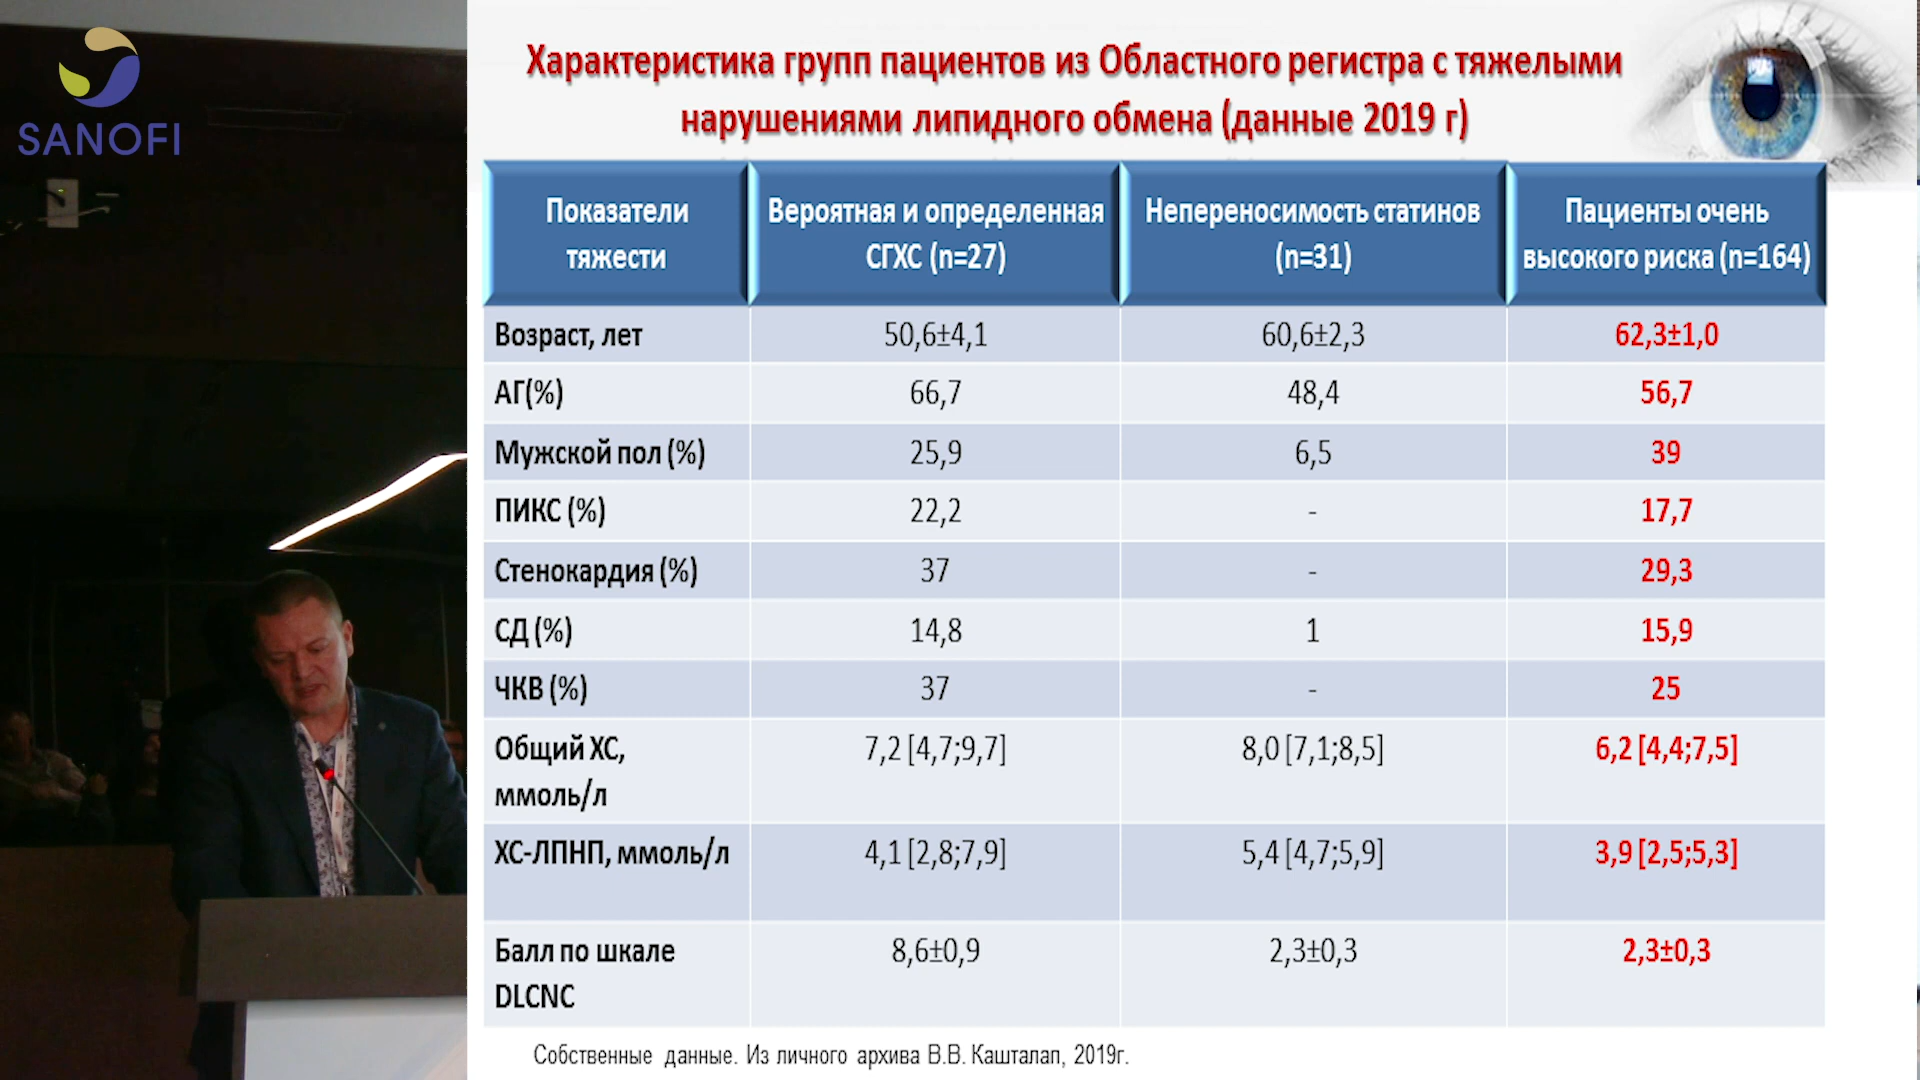 SANOFI
Характеристика групп пациентов из Областного регистра с тяжелыми
нарушениями липидного обмена (данные 2019 г)
Показатели тяжести | Вероятная и определенная СГХС (n=27) | Непереносимость статинов (n=31) | Пациенты очень высокого риска (n=164)
Возраст, лет 50,6±4,1 60,6±2,3 62,3±1,0
АГ(%) 66,7 48,4 56,7
Мужской пол (%) 25,9 6,5 39
ПИКС (%) 22,2 - 17,7
Стенокардия (%) 37 - 29,3
СД (%) 14,8 1 15,9
ЧКВ (%) 37 - 25
Общий ХС, ммоль/л 7,2 [4,7;9,7] 8,0 [7,1;8,5] 6,2 [4,4;7,5]
ХС-ЛПНП, ммоль/л 4,1 [2,8;7,9] 5,4 [4,7;5,9] 3,9 [2,5;5,3]
Балл по шкале DLCNC 8,6±0,9 2,3±0,3 2,3±0,3
Собственные данные. Из личного архива В.В. Кашталап, 2019г.